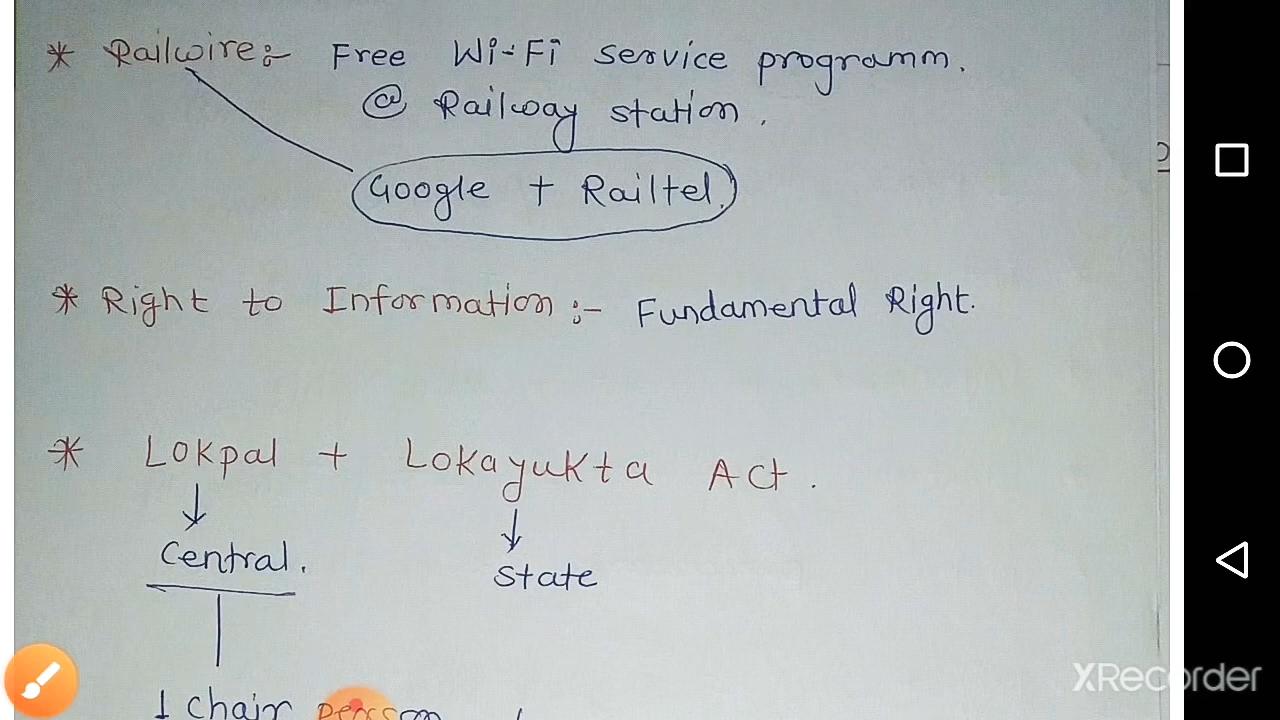 * Railwire:- Free Wi-Fi service programm.
@ Railway station.
Google + Railtel.
* Right to Information:- Fundamental Right.
* Lokpal + Lokayukta Act.
Central. State
1 chair person
XRecorder